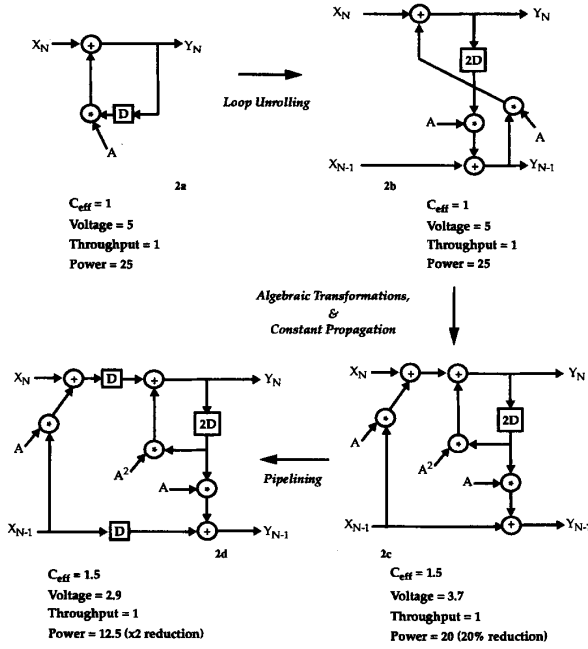 X_N + Y_N
D
*
A
2a
C_eff = 1
Voltage = 5
Throughput = 1
Power = 25
Loop Unrolling
X_N + Y_N
2D
A * * A
X_N-1 + Y_N-1
2b
C_eff = 1
Voltage = 5
Throughput = 1
Power = 25
Algebraic Transformations,
&
Constant Propagation
X_N + + Y_N
*
A
2D
A² *
A *
X_N-1 + Y_N-1
2c
C_eff = 1.5
Voltage = 3.7
Throughput = 1
Power = 20 (20% reduction)
Pipelining
X_N + D + Y_N
*
A
2D
A² *
A *
X_N-1 D + Y_N-1
2d
C_eff = 1.5
Voltage = 2.9
Throughput = 1
Power = 12.5 (x2 reduction)